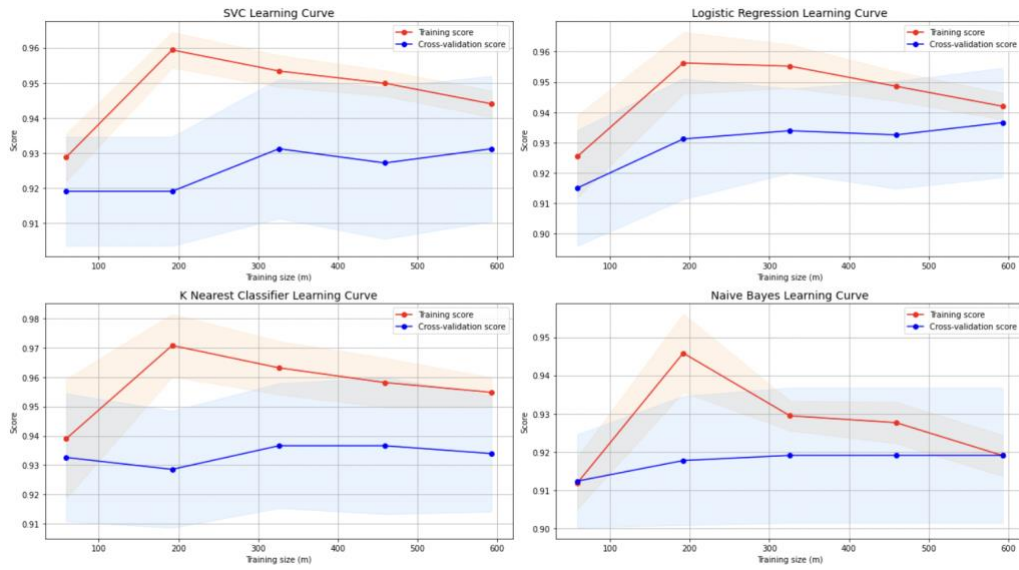 SVC Learning Curve
Training score
Cross-validation score
0.96
0.95
0.94
0.93
0.92
0.91
Score
100
200
300
400
500
600
Training size (m)
Logistic Regression Learning Curve
Training score
Cross-validation score
0.96
0.95
0.94
0.93
0.92
0.91
0.90
Score
100
200
300
400
500
600
Training size (m)
K Nearest Classifier Learning Curve
Training score
Cross-validation score
0.98
0.97
0.96
0.95
0.94
0.93
0.92
0.91
Score
100
200
300
400
500
600
Training size (m)
Naive Bayes Learning Curve
Training score
Cross-validation score
0.95
0.94
0.93
0.92
0.91
0.90
Score
100
200
300
400
500
600
Training size (m)